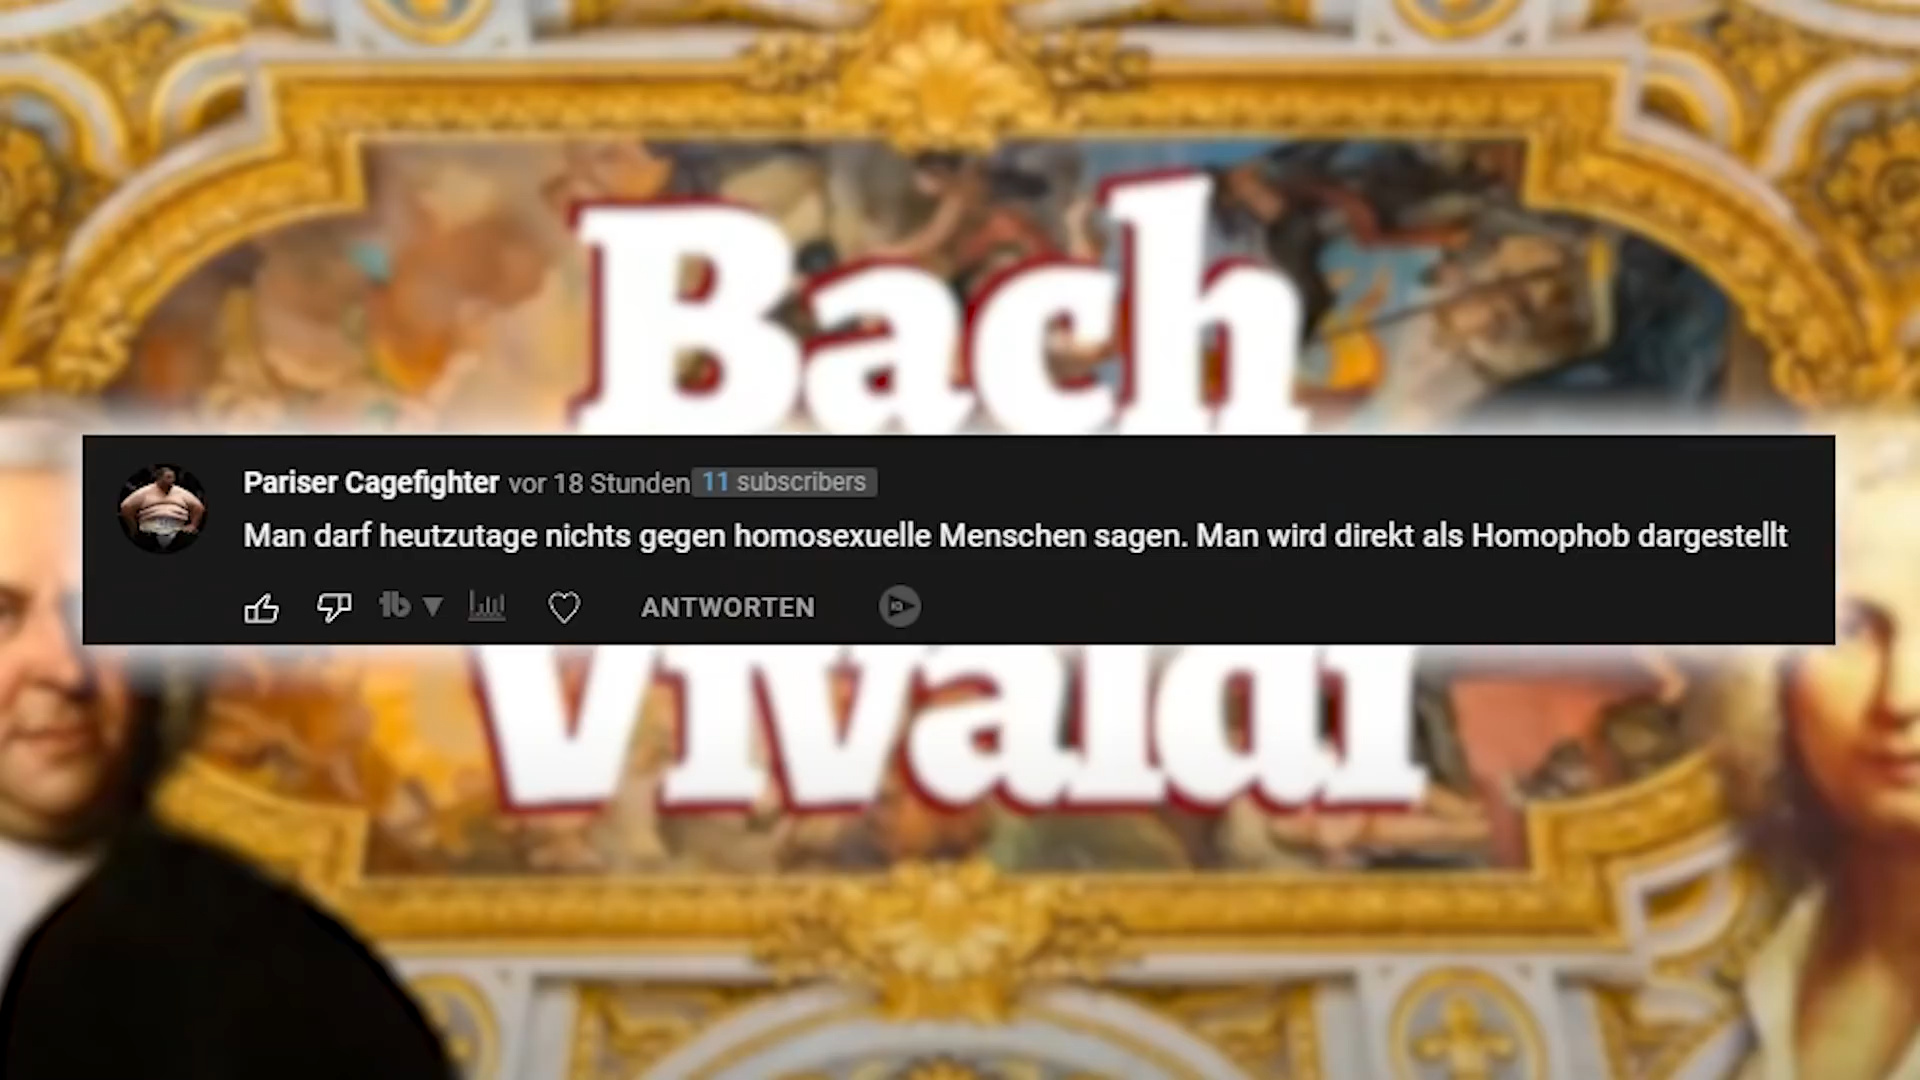 Bach
Pariser Cagefighter vor 18 Stunden 11 subscribers
Man darf heutzutage nichts gegen homosexuelle Menschen sagen. Man wird direkt als Homophob dargestellt
ANTWORTEN
Vivaldi